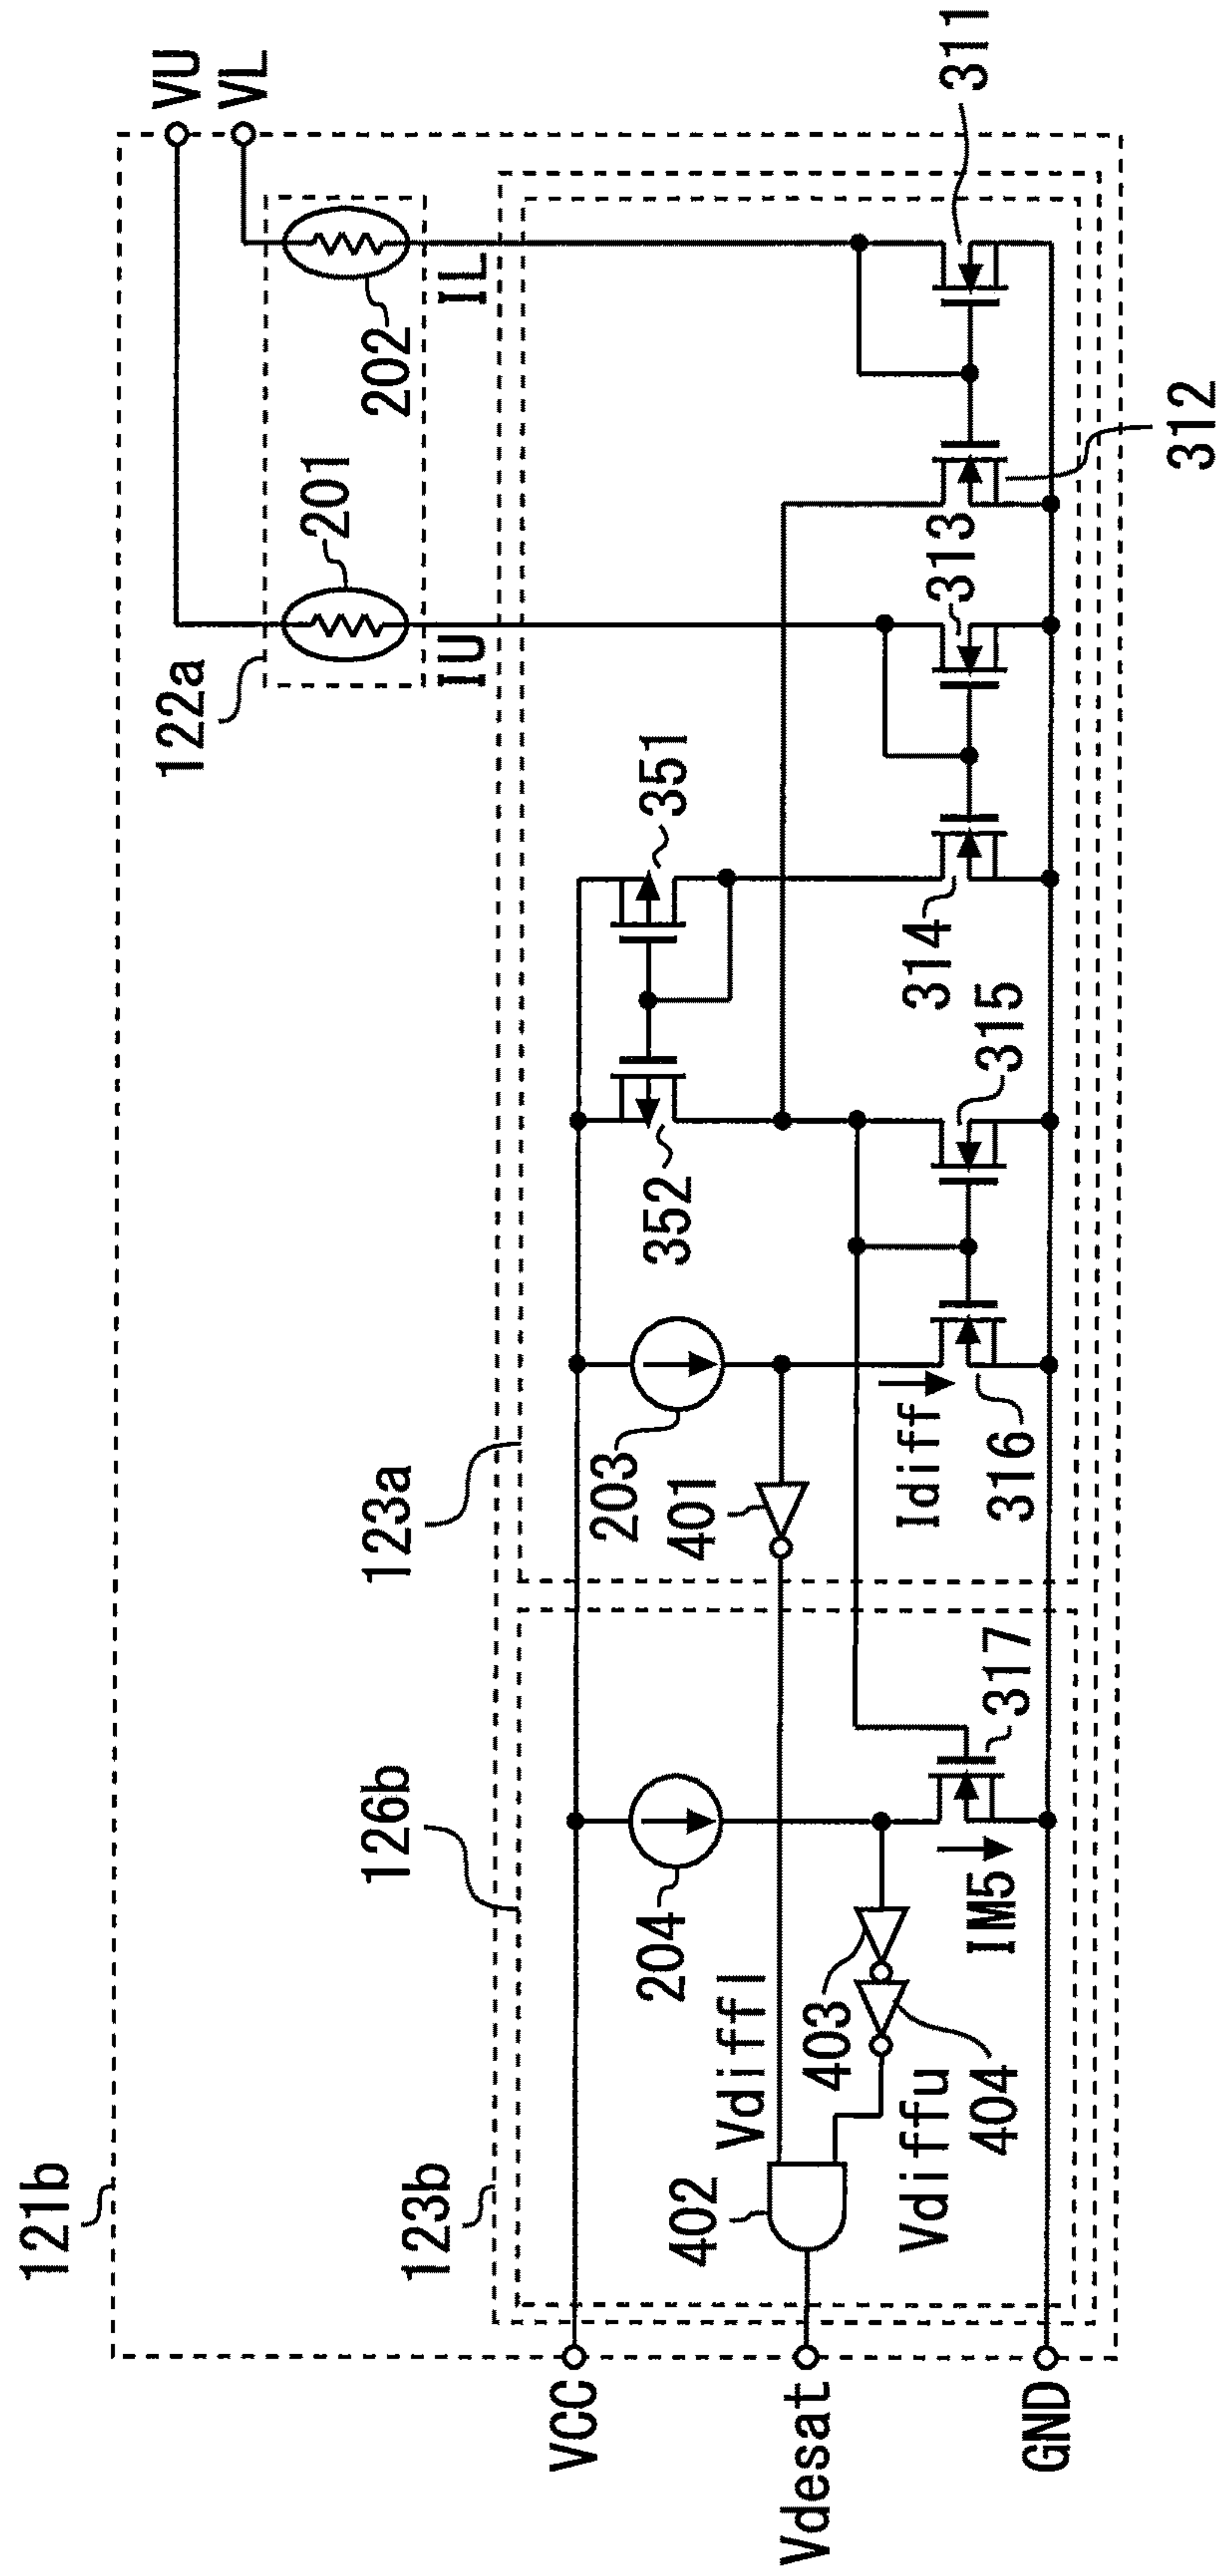 121b
VU
VL
122a
201
202
IU
IL
123b
126b
123a
VCC
204
203
352
351
401
402
Vdiffl
403
404
Vdiffu
IM5
317
Idiff
316
315
314
313
312
311
Vdesat
GND